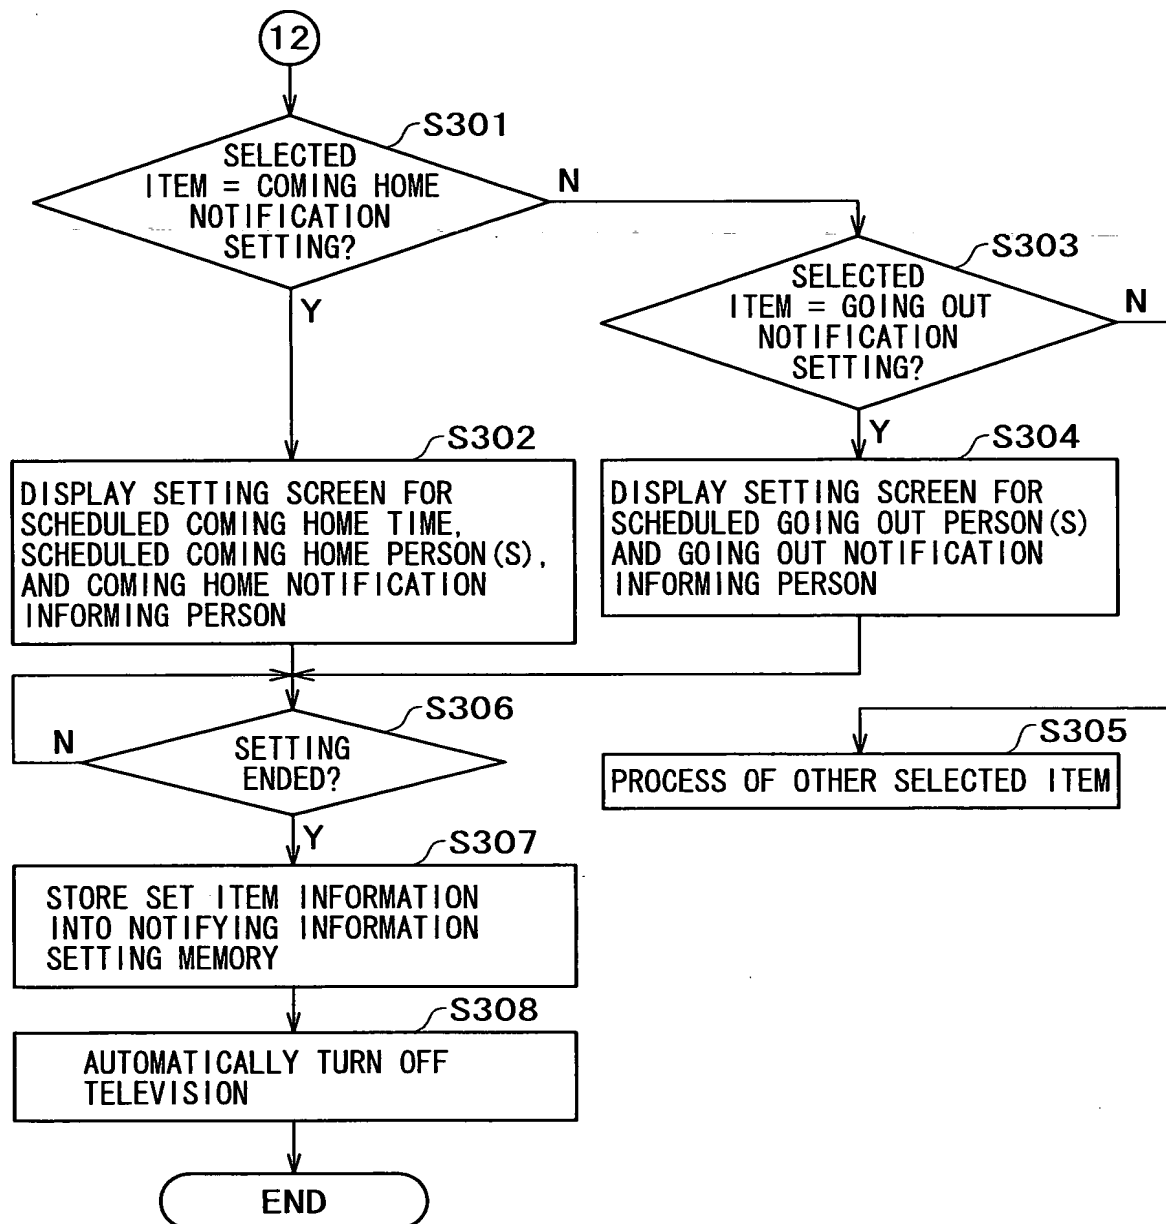 12
S301
SELECTED
ITEM = COMING HOME
NOTIFICATION
SETTING?
N
Y
S303
SELECTED
ITEM = GOING OUT
NOTIFICATION
SETTING?
N
Y
S302
DISPLAY SETTING SCREEN FOR
SCHEDULED COMING HOME TIME,
SCHEDULED COMING HOME PERSON(S),
AND COMING HOME NOTIFICATION
INFORMING PERSON
S304
DISPLAY SETTING SCREEN FOR
SCHEDULED GOING OUT PERSON(S)
AND GOING OUT NOTIFICATION
INFORMING PERSON
S306
SETTING
ENDED?
N
Y
S305
PROCESS OF OTHER SELECTED ITEM
S307
STORE SET ITEM INFORMATION
INTO NOTIFYING INFORMATION
SETTING MEMORY
S308
AUTOMATICALLY TURN OFF
TELEVISION
END